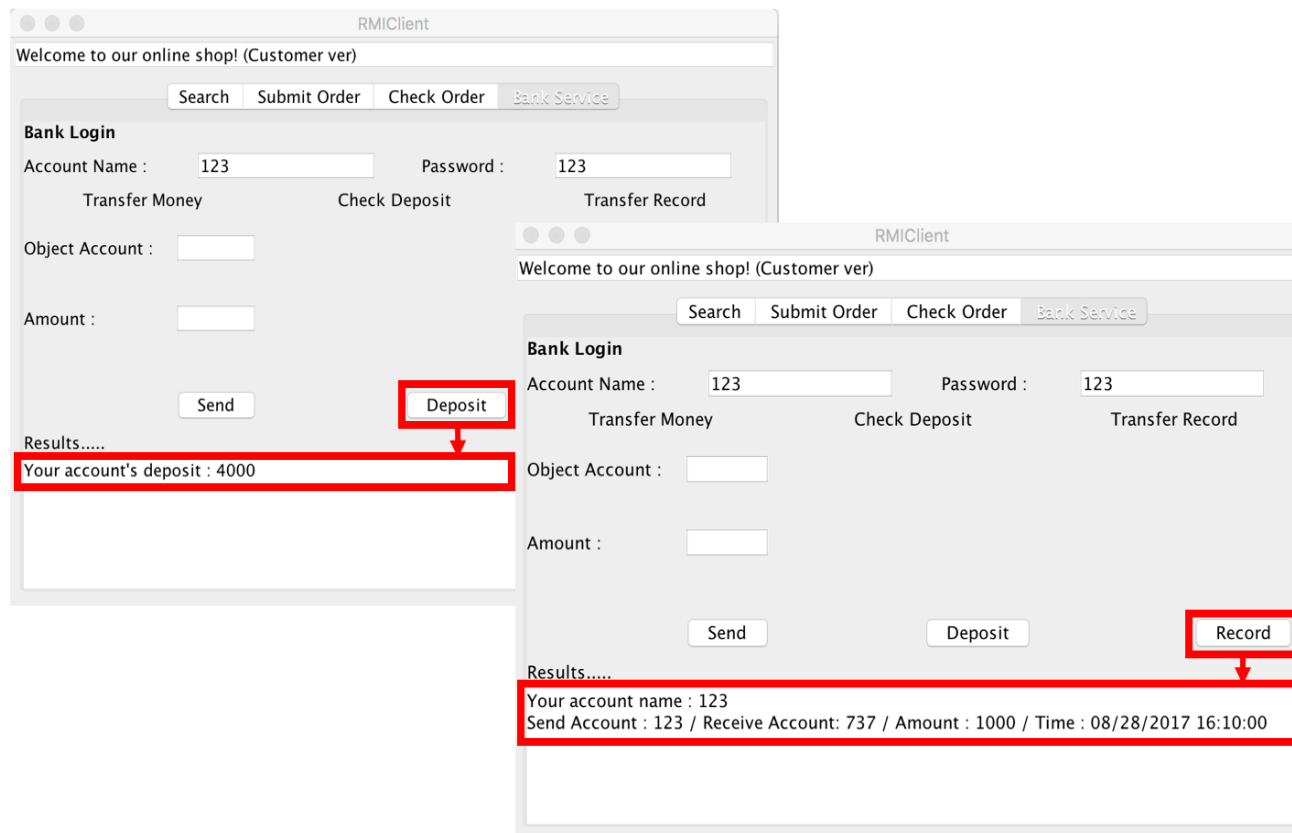 RMIClient
Welcome to our online shop! (Customer ver)
Search Submit Order Check Order Bank Service
Bank Login
Account Name : 123 Password : 123
Transfer Money Check Deposit Transfer Record
Object Account :
Amount :
Send Deposit
Results.....
Your account's deposit : 4000
RMIClient
Welcome to our online shop! (Customer ver)
Search Submit Order Check Order Bank Service
Bank Login
Account Name : 123 Password : 123
Transfer Money Check Deposit Transfer Record
Object Account :
Amount :
Send Deposit Record
Results.....
Your account name : 123
Send Account : 123 / Receive Account: 737 / Amount : 1000 / Time : 08/28/2017 16:10:00